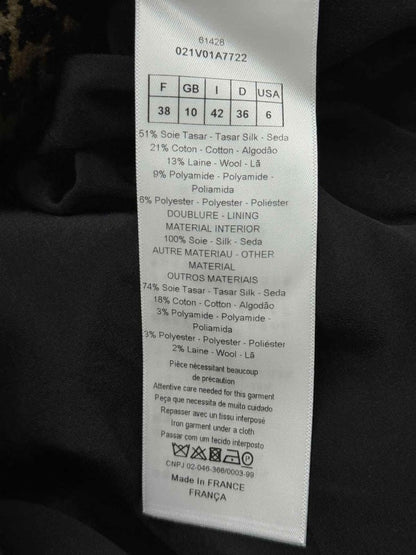 61428
021V01A7722
F GB I D USA
38 10 42 36 6
51% Soie Tasar - Tasar Silk - Seda
21% Coton - Cotton - Algodão
13% Laine - Wool - Lã
9% Polyamide - Polyamide -
Poliamida
6% Polyester - Polyester - Poliéster
DOUBLURE - LINING
MATERIAL INTERIOR
100% Soie - Silk - Seda
AUTRE MATERIAU - OTHER
MATERIAL
OUTROS MATERIAIS
74% Soie Tasar - Tasar Silk - Seda
18% Coton - Cotton - Algodão
3% Polyamide - Polyamide -
Poliamida
3% Polyester - Polyester - Poliéster
2% Laine - Wool - Lã
Pièce nécessitant beaucoup
de précaution
Attentive care needed for this garment
Peça que necessita de muito cuidado
Repasser avec un tissu interposé
Iron garment under a cloth
Passar com um tecido interposto
P
CNPJ 02-046-366/0003-99
Made In FRANCE
FRANÇA